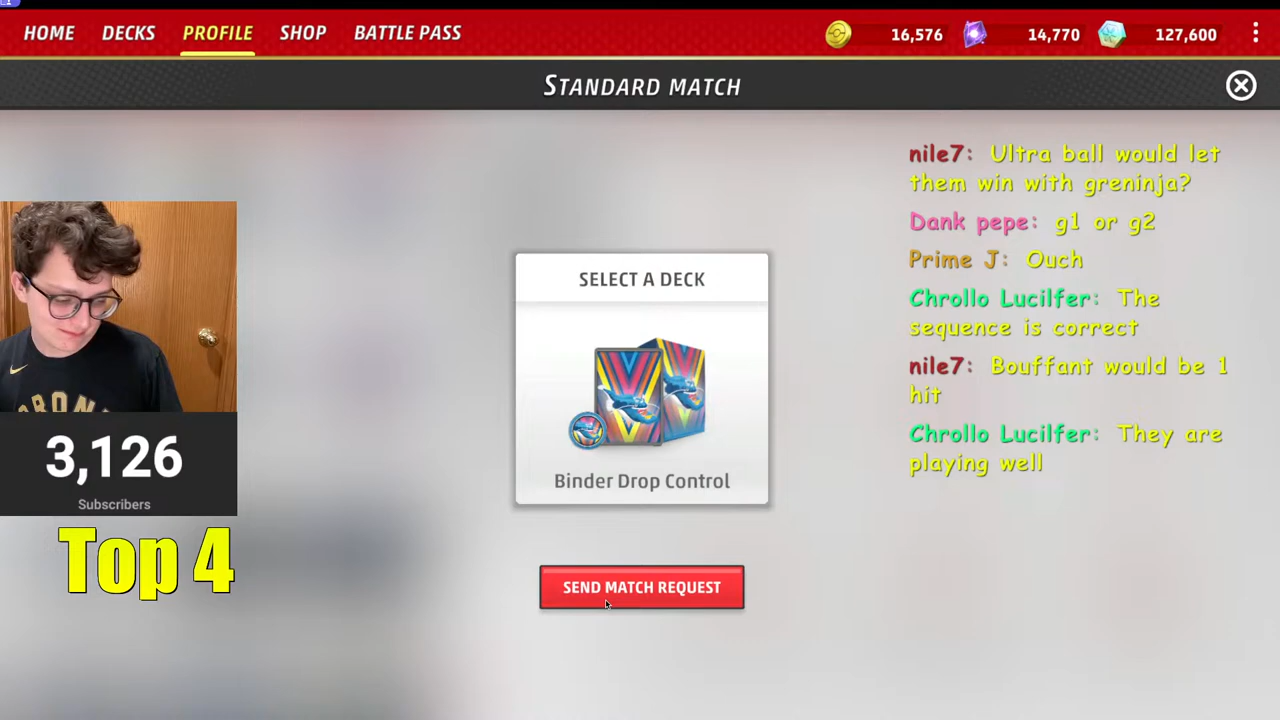 HOME DECKS PROFILE SHOP BATTLE PASS 16,576 14,770 127,600
STANDARD MATCH
nile7: Ultra ball would let
them win with greninja?
Dank pepe: g1 or g2
Prime J: Ouch
Chrollo Lucilfer: The
sequence is correct
nile7: Bouffant would be 1
hit
Chrollo Lucilfer: They are
playing well
SELECT A DECK
Binder Drop Control
SEND MATCH REQUEST
3,126
Subscribers
Top 4